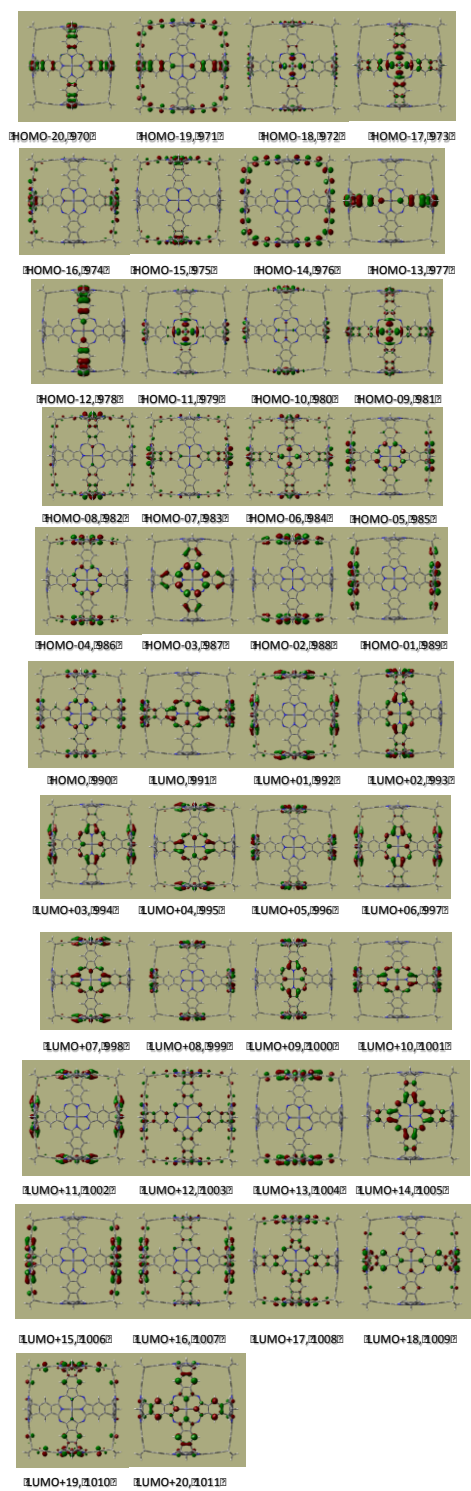 HOMO-20, 970 HOMO-19, 971 HOMO-18, 972 HOMO-17, 973
HOMO-16, 974 HOMO-15, 975 HOMO-14, 976 HOMO-13, 977
HOMO-12, 978 HOMO-11, 979 HOMO-10, 980 HOMO-09, 981
HOMO-08, 982 HOMO-07, 983 HOMO-06, 984 HOMO-05, 985
HOMO-04, 986 HOMO-03, 987 HOMO-02, 988 HOMO-01, 989
HOMO, 990 LUMO, 991 LUMO+01, 992 LUMO+02, 993
LUMO+03, 994 LUMO+04, 995 LUMO+05, 996 LUMO+06, 997
LUMO+07, 998 LUMO+08, 999 LUMO+09, 1000 LUMO+10, 1001
LUMO+11, 1002 LUMO+12, 1003 LUMO+13, 1004 LUMO+14, 1005
LUMO+15, 1006 LUMO+16, 1007 LUMO+17, 1008 LUMO+18, 1009
LUMO+19, 1010 LUMO+20, 1011